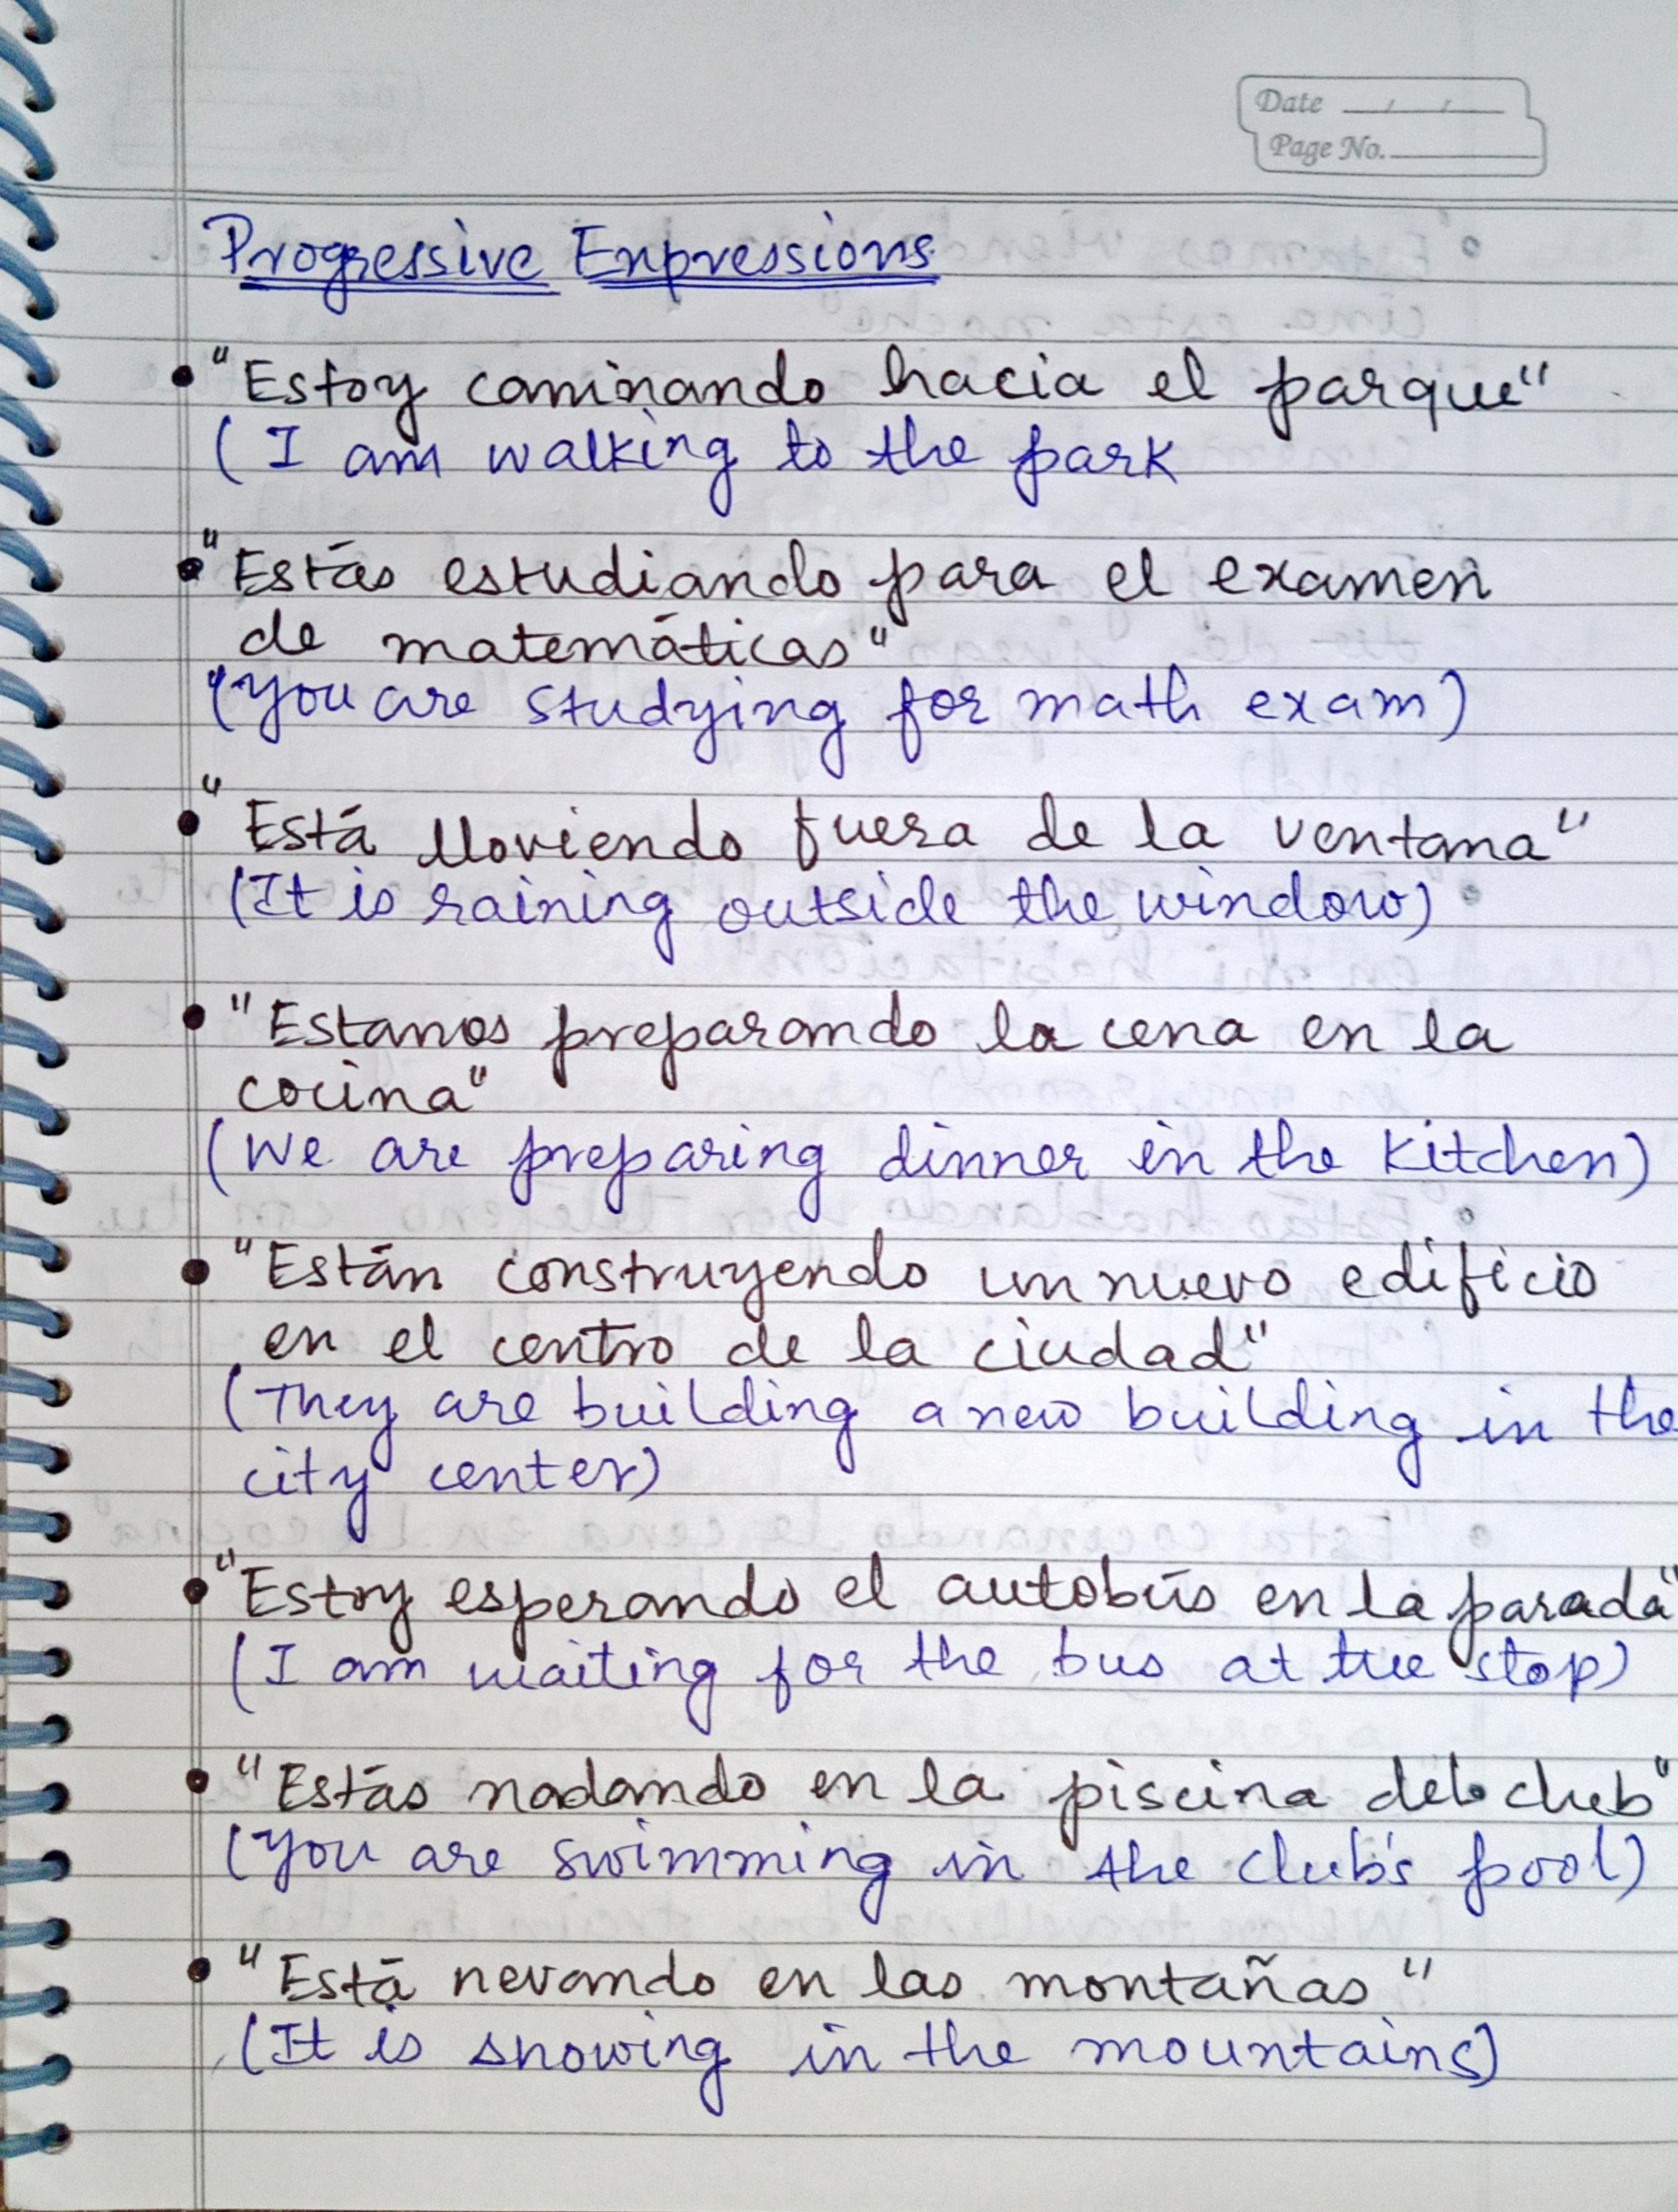 Date __/__/__
Page No.
Progressive Expressions
• "Estoy caminando hacia el parque"
(I am walking to the park
• "Estás estudiando para el examen
de matemáticas"
(You are studying for math exam)
• "Está lloviendo fuera de la ventana"
(It is raining outside the window)
• "Estanos preparando la cena en la
cocina"
(We are preparing dinner in the kitchen)
• "Están construyendo un nuevo edificio
en el centro de la ciudad"
(They are building a new building in the
city center)
• "Estoy esperando el autobús en la parada"
(I am waiting for the bus at the stop)
• "Estás nadando en la piscina del club"
(You are swimming in the club's pool)
• "Está nevando en las montañas"
(It is snowing in the mountains)